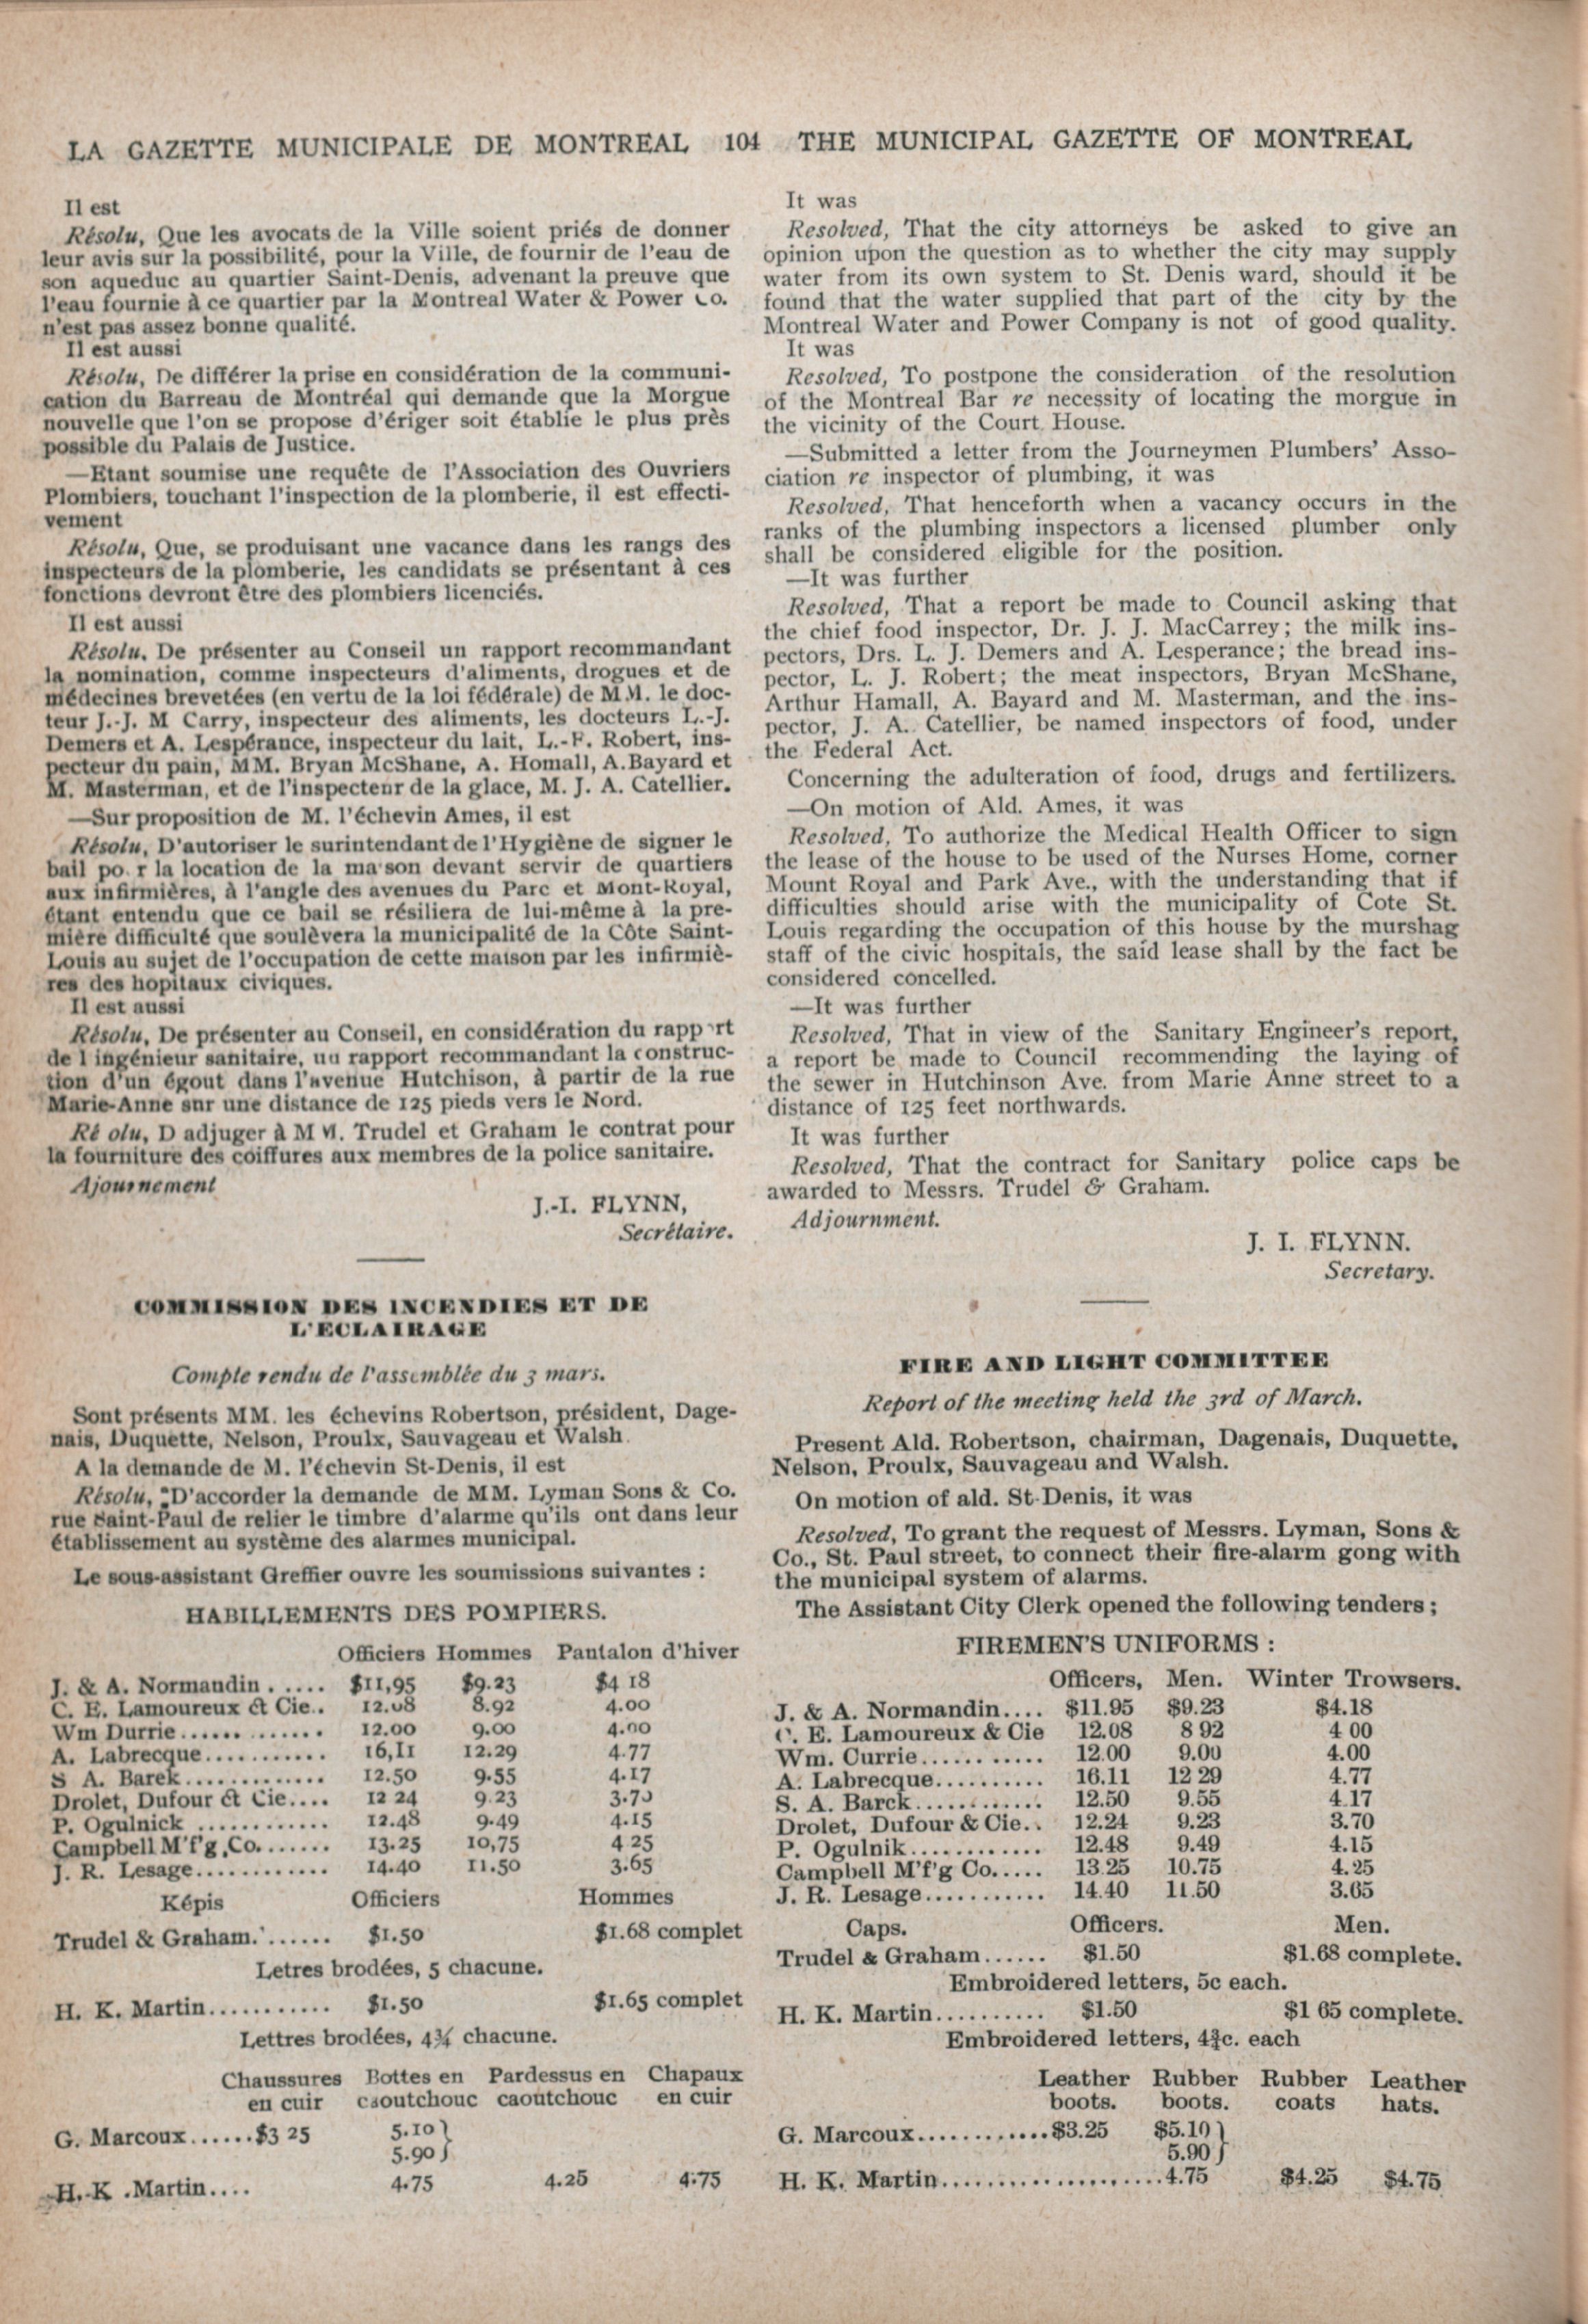 LA GAZETTE MUNICIPALE DE MONTREAL 104 THE MUNICIPAL GAZETTE OF MONTREAL
Il est
Résolu, Que les avocats de la Ville soient priés de donner
leur avis sur la possibilité, pour la Ville, de fournir de l'eau de
son aqueduc au quartier Saint-Denis, advenant la preuve que
l'eau fournie à ce quartier par la Montreal Water & Power Co.
n'est pas assez bonne qualité.
Il est aussi
Résolu, De différer la prise en considération de la communi-
cation du Barreau de Montréal qui demande que la Morgue
nouvelle que l'on se propose d'ériger soit établie le plus près
possible du Palais de Justice.
—Etant soumise une requête de l'Association des Ouvriers
Plombiers, touchant l'inspection de la plomberie, il est effecti-
vement
Résolu, Que, se produisant une vacance dans les rangs des
inspecteurs de la plomberie, les candidats se présentant à ces
fonctions devront être des plombiers licenciés.
Il est aussi
Résolu. De présenter au Conseil un rapport recommandant
la nomination, comme inspecteurs d'aliments, drogues et de
médecines brevetées (en vertu de la loi fédérale) de M.M. le doc-
teur J.-J. M Carry, inspecteur des aliments, les docteurs L.-J.
Demers et A. Lespérance, inspecteur du lait, L.-F. Robert, ins-
pecteur du pain, MM. Bryan McShane, A. Homall, A. Bayard et
M. Masterman, et de l'inspecteur de la glace, M. J. A. Catellier.
—Sur proposition de M. l'échevin Ames, il est
Résolu, D'autoriser le surintendant de l'Hygiène de signer le
bail po r la location de la ma son devant servir de quartiers
aux infirmières, à l'angle des avenues du Parc et Mont-Royal,
étant entendu que ce bail se résiliera de lui-même à la pre-
mière difficulté que soulèvera la municipalité de la Côte Saint-
Louis au sujet de l'occupation de cette maison par les infirmiè-
res des hopitaux civiques.
Il est aussi
Résolu, De présenter au Conseil, en considération du rapp rt
de l ingénieur sanitaire, un rapport recommandant la construc-
tion d'un égout dans l'avenue Hutchison, à partir de la rue
Marie-Anne sur une distance de 125 pieds vers le Nord.
Ré olu, D adjuger à M M. Trudel et Graham le contrat pour
la fourniture des coiffures aux membres de la police sanitaire.
Ajournement
J.-I. FLYNN,
Secrétaire.
COMMISSION DES INCENDIES ET DE
L'ECLAIRAGE
Compte rendu de l'assemblée du 3 mars.
Sont présents MM. les échevins Robertson, président, Dage-
nais, Duquette, Nelson, Proulx, Sauvageau et Walsh.
A la demande de M. l'échevin St-Denis, il est
Résolu, D'accorder la demande de MM. Lyman Sons & Co.
rue Saint-Paul de relier le timbre d'alarme qu'ils ont dans leur
établissement au système des alarmes municipal.
Le sous-assistant Greffier ouvre les soumissions suivantes :
HABILLEMENTS DES POMPIERS.
Officiers Hommes Pantalon d'hiver
J. & A. Normandin . .... $11,95 $9.23 $4 18
C. E. Lamoureux & Cie.. 12.08 8.92 4.00
Wm Durrie............ 12.00 9.00 4.00
A. Labrecque........... 16,11 12.29 4.77
S A. Barek............. 12.50 9.55 4.17
Drolet, Dufour & Cie.... 12 24 9.23 3.70
P. Ogulnick ............ 12.48 9.49 4.15
Campbell M'f'g.Co....... 13.25 10,75 4 25
J. R. Lesage............ 14.40 11.50 3.65
Képis Officiers Hommes
Trudel & Graham....... $1.50 $1.68 complet
Letres brodées, 5 chacune.
H. K. Martin........... $1.50 $1.65 complet
Lettres brodées, 4¾ chacune.
Chaussures Bottes en Pardessus en Chapaux
en cuir caoutchouc caoutchouc en cuir
G. Marcoux......$3 25 5.10}
5.90}
H. K .Martin.... 4.75 4.25 4.75
It was
Resolved, That the city attorneys be asked to give an
opinion upon the question as to whether the city may supply
water from its own system to St. Denis ward, should it be
found that the water supplied that part of the city by the
Montreal Water and Power Company is not of good quality.
It was
Resolved, To postpone the consideration of the resolution
of the Montreal Bar re necessity of locating the morgue in
the vicinity of the Court House.
—Submitted a letter from the Journeymen Plumbers' Asso-
ciation re inspector of plumbing, it was
Resolved, That henceforth when a vacancy occurs in the
ranks of the plumbing inspectors a licensed plumber only
shall be considered eligible for the position.
—It was further
Resolved, That a report be made to Council asking that
the chief food inspector, Dr. J. J. MacCarrey; the milk ins-
pectors, Drs. L. J. Demers and A. Lesperance; the bread ins-
pector, L. J. Robert; the meat inspectors, Bryan McShane,
Arthur Hamall, A. Bayard and M. Masterman, and the ins-
pector, J. A. Catellier, be named inspectors of food, under
the Federal Act.
Concerning the adulteration of food, drugs and fertilizers.
—On motion of Ald. Ames, it was
Resolved, To authorize the Medical Health Officer to sign
the lease of the house to be used of the Nurses Home, corner
Mount Royal and Park Ave., with the understanding that if
difficulties should arise with the municipality of Cote St.
Louis regarding the occupation of this house by the murshag
staff of the civic hospitals, the said lease shall by the fact be
considered concelled.
—It was further
Resolved, That in view of the Sanitary Engineer's report,
a report be made to Council recommending the laying of
the sewer in Hutchinson Ave. from Marie Anne street to a
distance of 125 feet northwards.
It was further
Resolved, That the contract for Sanitary police caps be
awarded to Messrs. Trudel & Graham.
Adjournment.
J. I. FLYNN.
Secretary.
FIRE AND LIGHT COMMITTEE
Report of the meeting held the 3rd of March.
Present Ald. Robertson, chairman, Dagenais, Duquette,
Nelson, Proulx, Sauvageau and Walsh.
On motion of ald. St-Denis, it was
Resolved, To grant the request of Messrs. Lyman, Sons &
Co., St. Paul street, to connect their fire-alarm gong with
the municipal system of alarms.
The Assistant City Clerk opened the following tenders ;
FIREMEN'S UNIFORMS :
Officers, Men. Winter Trowsers.
J. & A. Normandin.... $11.95 $9.23 $4.18
C. E. Lamoureux & Cie 12.08 8 92 4 00
Wm. Currie........... 12.00 9.00 4.00
A. Labrecque.......... 16.11 12 29 4.77
S. A. Barck............ 12.50 9.55 4.17
Drolet, Dufour & Cie.. 12.24 9.23 3.70
P. Ogulnik............ 12.48 9.49 4.15
Campbell M'f'g Co..... 13.25 10.75 4.25
J. R. Lesage........... 14.40 11.50 3.65
Caps. Officers. Men.
Trudel & Graham...... $1.50 $1.68 complete.
Embroidered letters, 5c each.
H. K. Martin.......... $1.50 $1 65 complete.
Embroidered letters, 4¾c. each
Leather Rubber Rubber Leather
boots. boots. coats hats.
G. Marcoux............$3.25 $5.10}
5.90}
H. K. Martin....................4.75 $4.25 $4.75